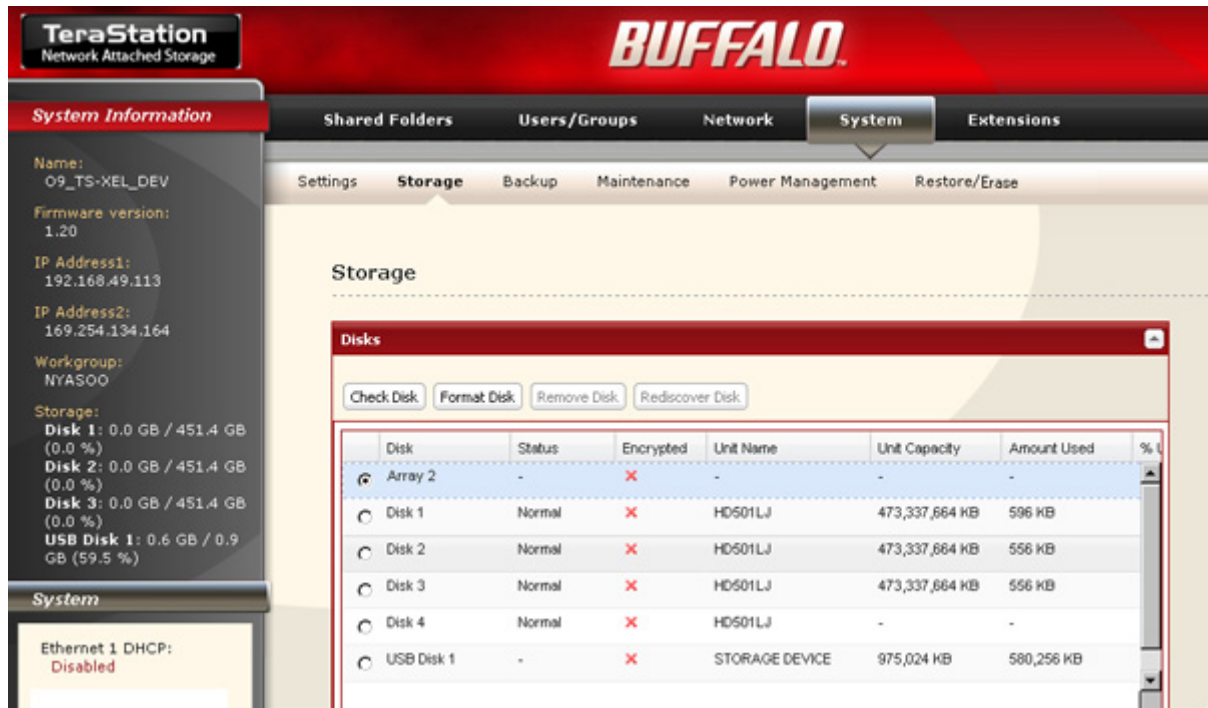 TeraStation
Network Attached Storage
BUFFALO™
System Information
Name:
O9_TS-XEL_DEV
Firmware version:
1.20
IP Address1:
192.168.49.113
IP Address2:
169.254.134.164
Workgroup:
NYASOO
Storage:
Disk 1: 0.0 GB / 451.4 GB
(0.0 %)
Disk 2: 0.0 GB / 451.4 GB
(0.0 %)
Disk 3: 0.0 GB / 451.4 GB
(0.0 %)
USB Disk 1: 0.6 GB / 0.9
GB (59.5 %)
System
Ethernet 1 DHCP:
Disabled
Shared Folders Users/Groups Network System Extensions
Settings Storage Backup Maintenance Power Management Restore/Erase
Storage
Disks
Check Disk Format Disk Remove Disk Rediscover Disk
Disk Status Encrypted Unit Name Unit Capacity Amount Used %
Array 2 - - - -
Disk 1 Normal HD501LJ 473,337,664 KB 596 KB
Disk 2 Normal HD501LJ 473,337,664 KB 556 KB
Disk 3 Normal HD501LJ 473,337,664 KB 556 KB
Disk 4 Normal HD501LJ - -
USB Disk 1 - STORAGE DEVICE 975,024 KB 580,256 KB